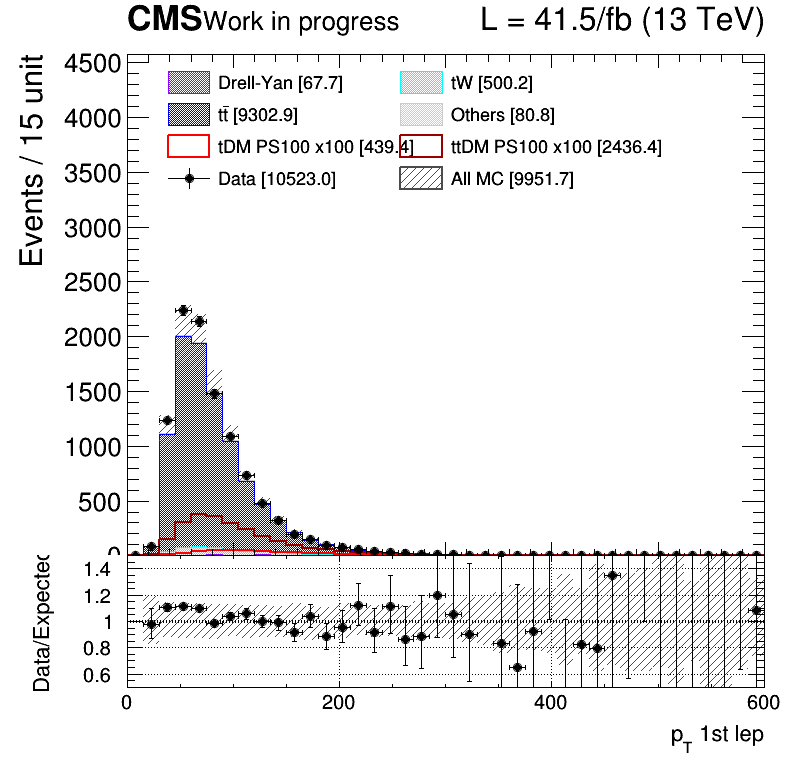 CMS Work in progress L = 41.5/fb (13 TeV)
Events / 15 unit
4500
4000
3500
3000
2500
2000
1500
1000
500
0
Drell-Yan [67.7] tW [500.2]
tt̄ [9302.9] Others [80.8]
tDM PS100 x100 [439.4] ttDM PS100 x100 [2436.4]
Data [10523.0] All MC [9951.7]
Data/Expected
1.4
1.2
1
0.8
0.6
0 200 400 600
p_T 1st lep